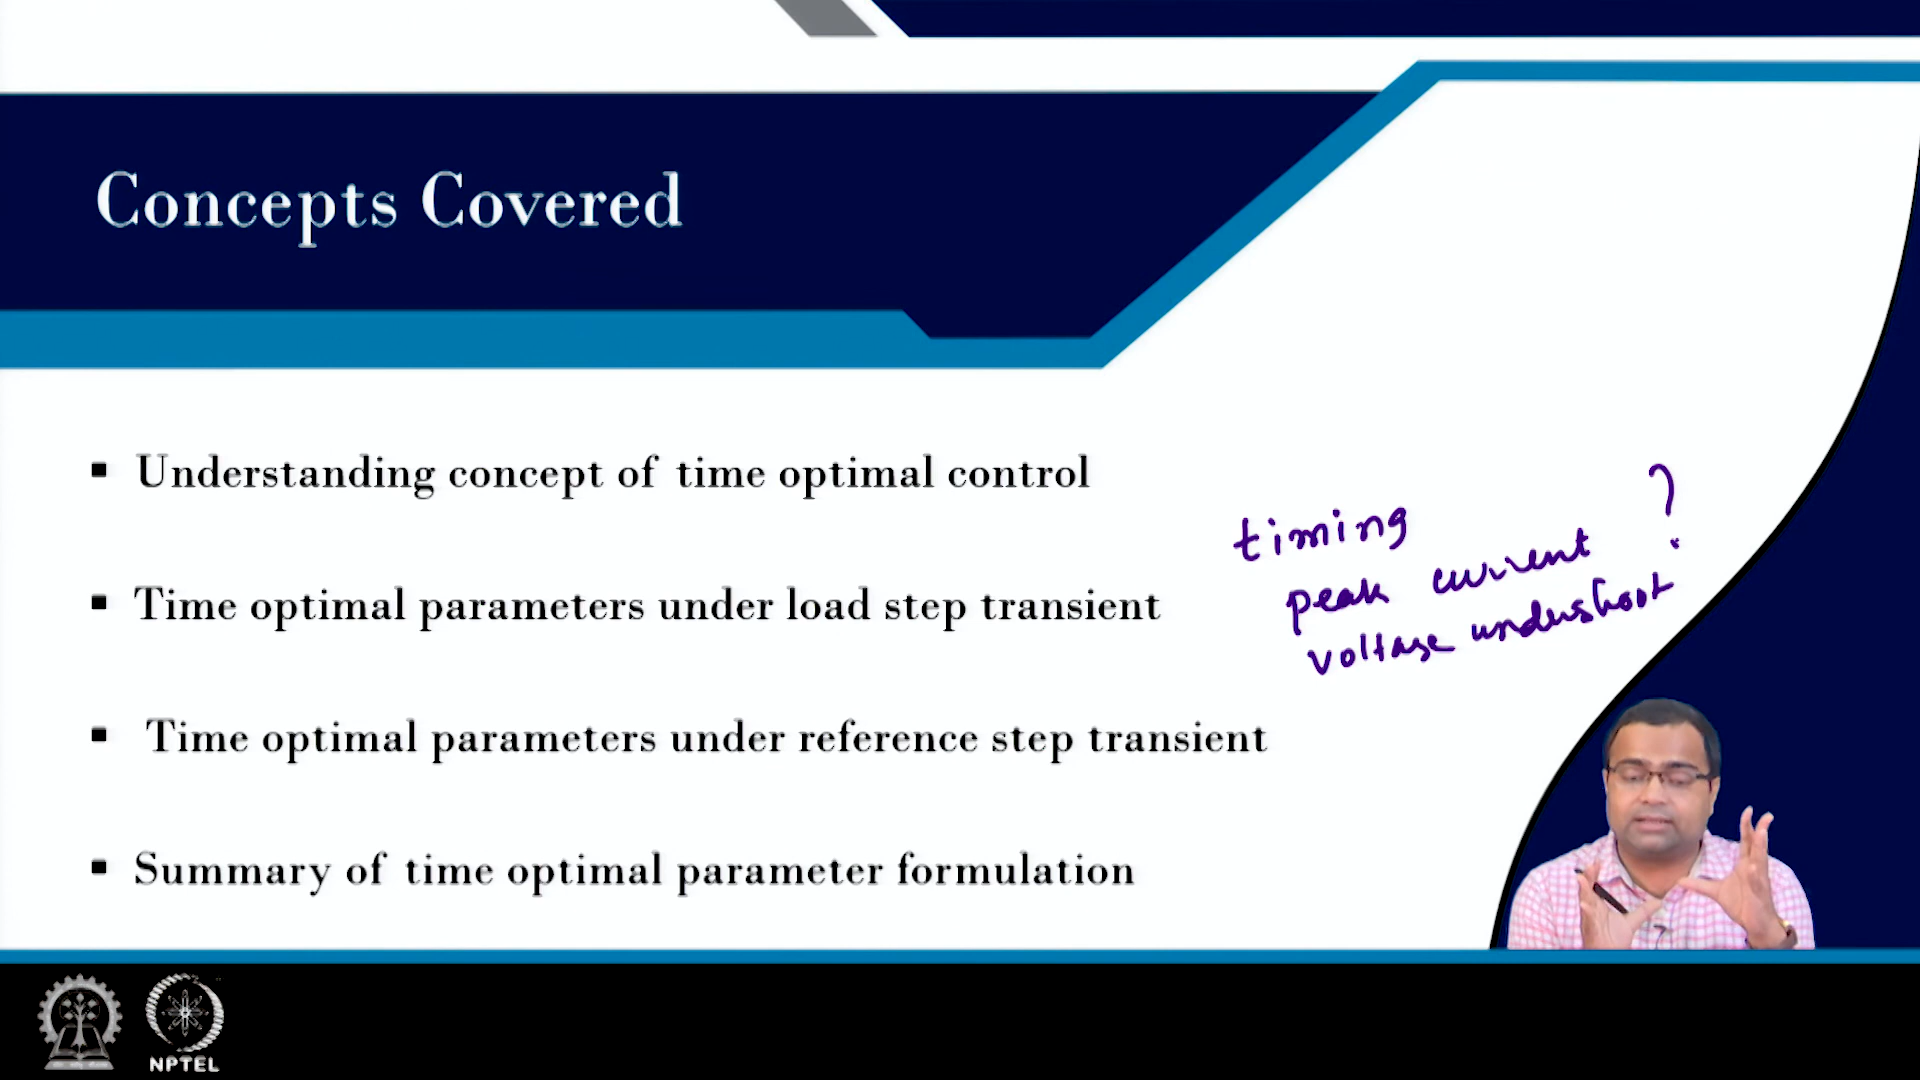 Concepts Covered
▪ Understanding concept of time optimal control
▪ Time optimal parameters under load step transient
▪ Time optimal parameters under reference step transient
▪ Summary of time optimal parameter formulation
timing
peak current ?
voltage undershoot
NPTEL